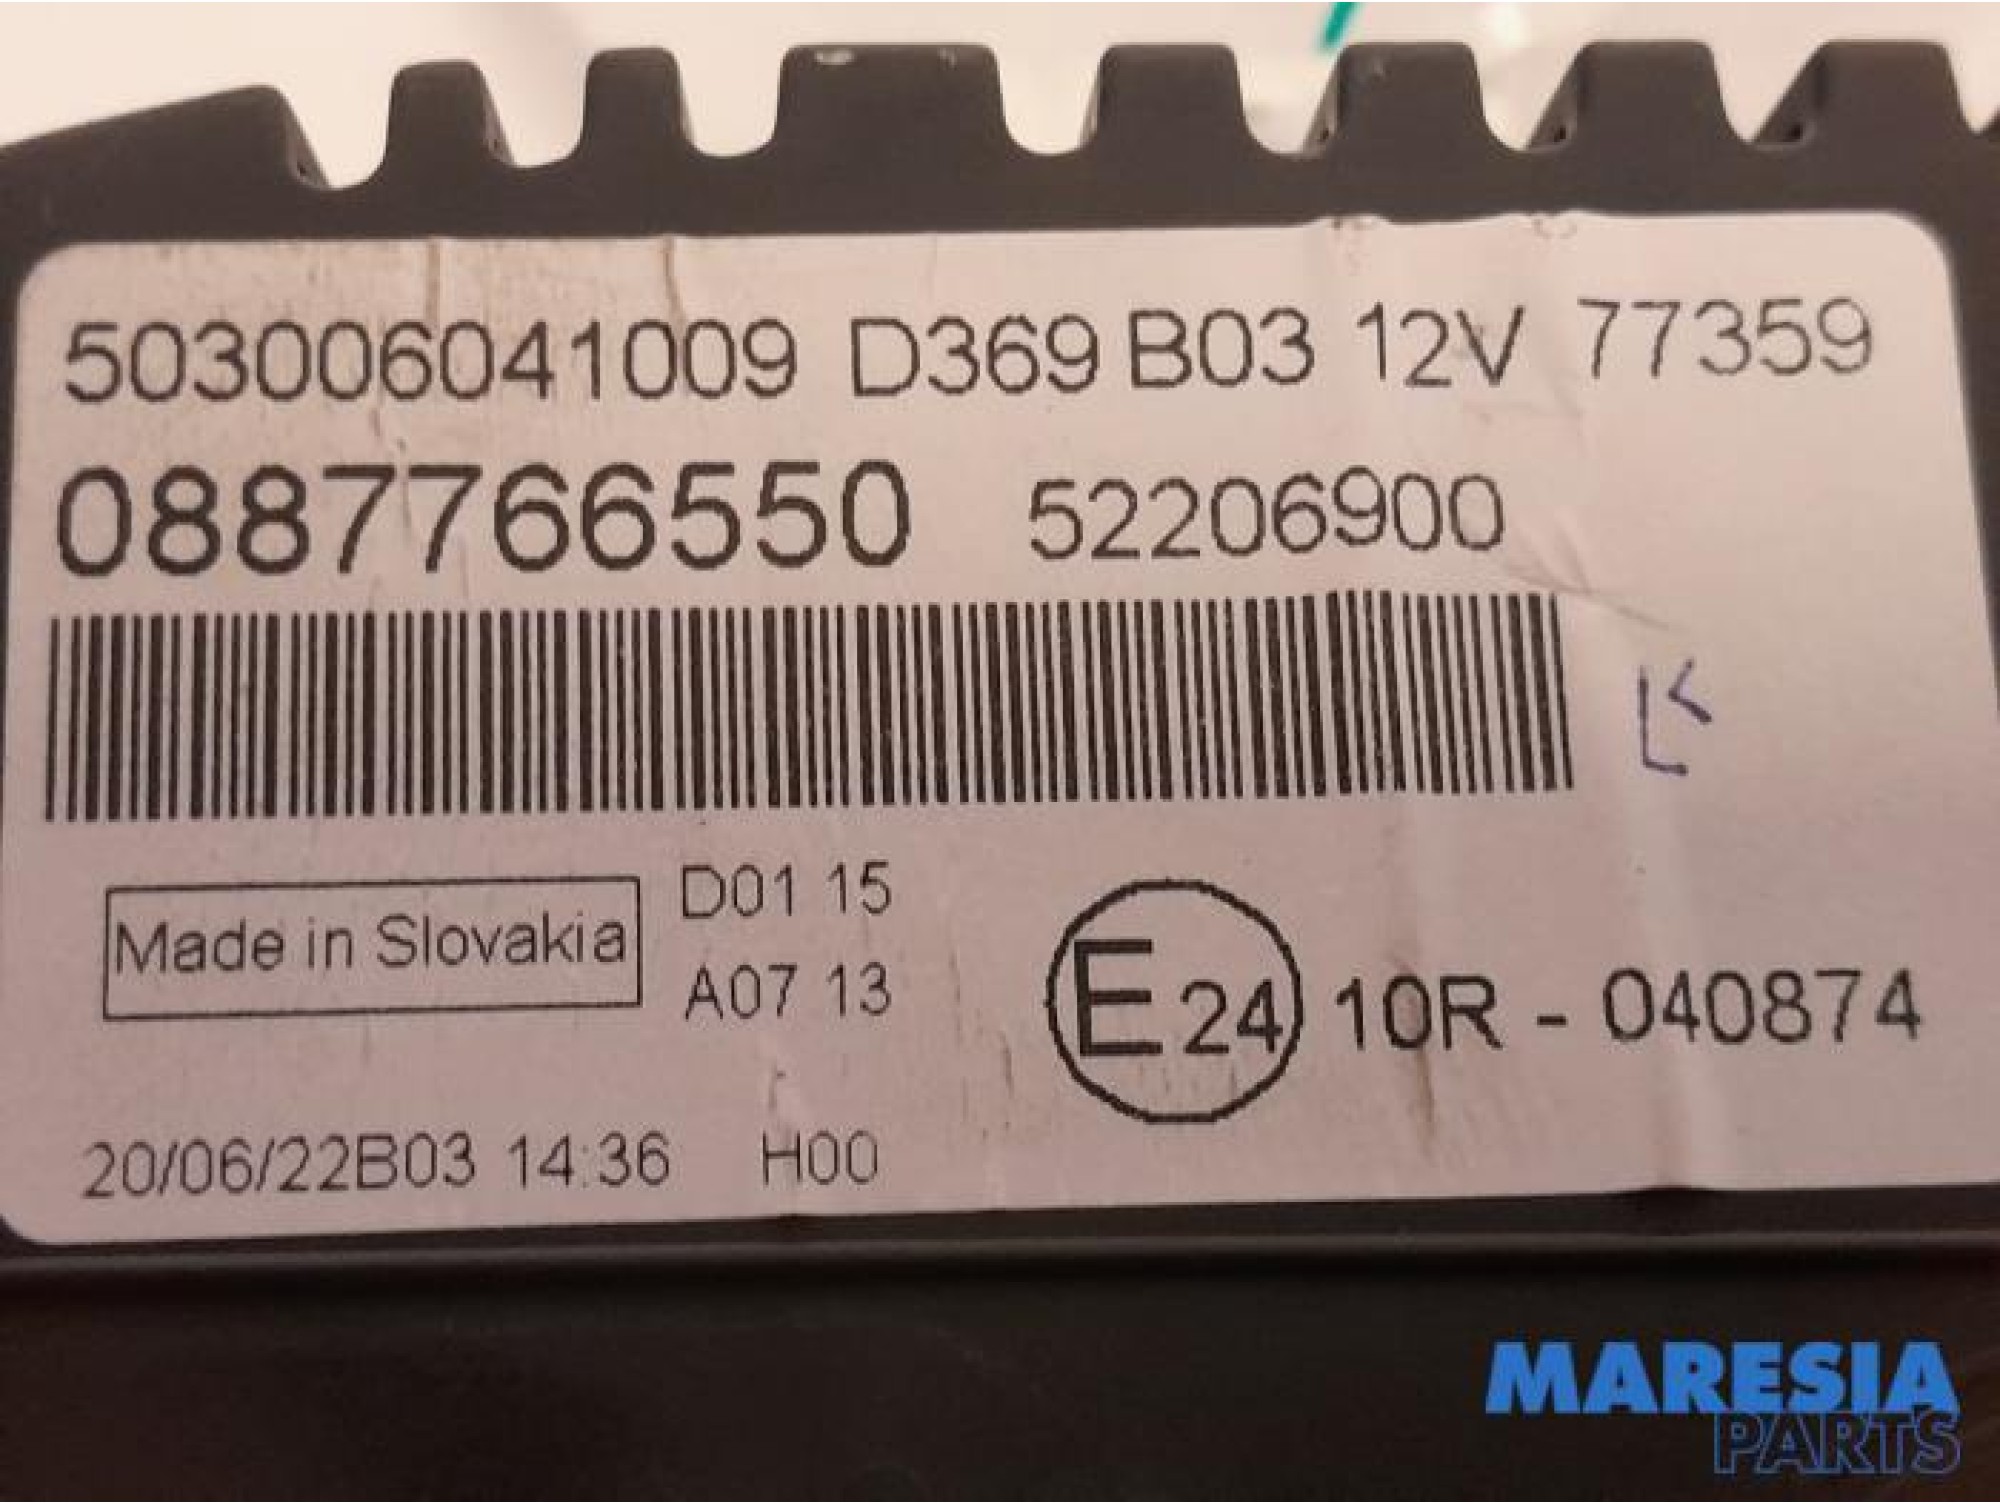 503006041009 D369 B03 12V 77359
0887766550 52206900
Made in Slovakia
D01 15
A07 13
E 24 10R - 040874
20/06/22B03 14:36 H00
MARESIA
PARTS